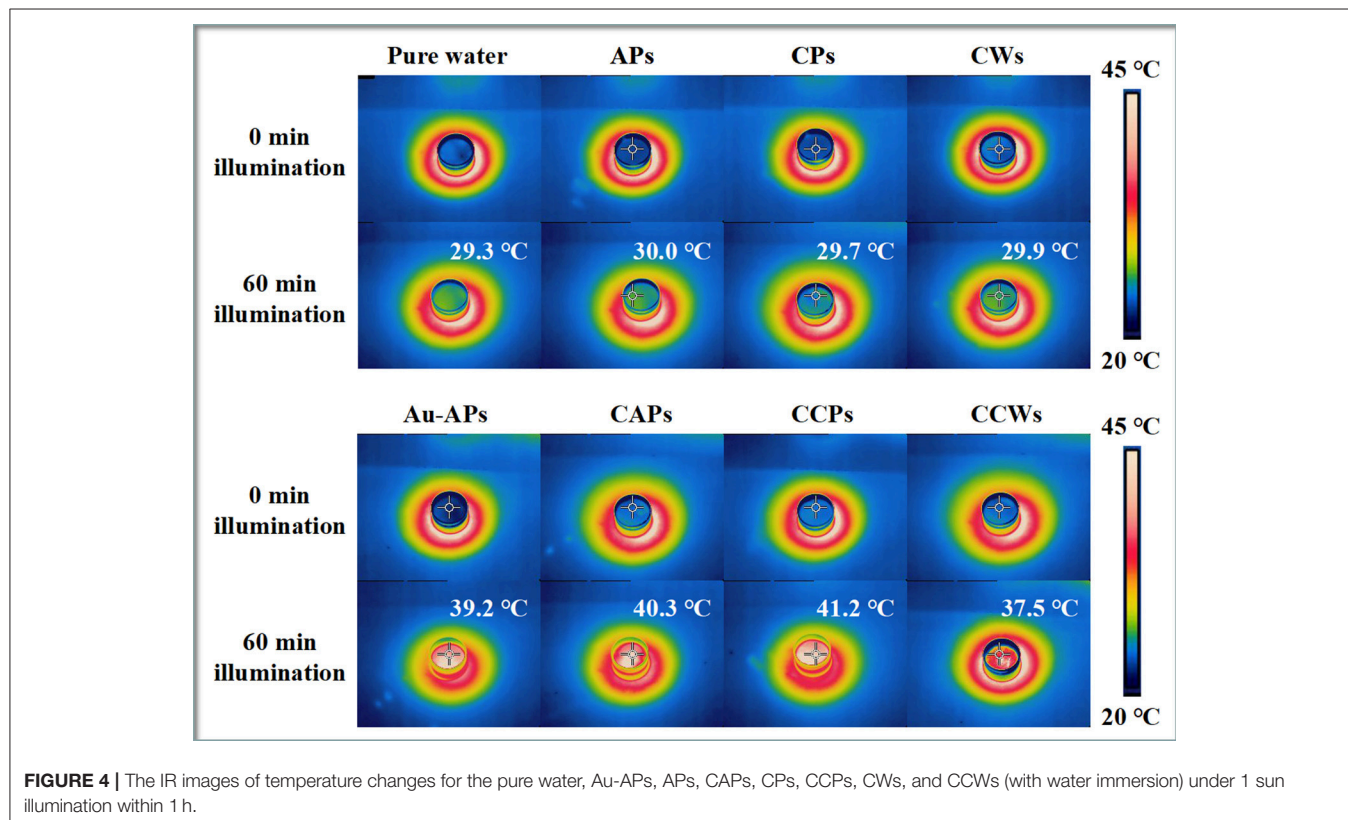 Pure water APs CPs CWs
45 °C
0 min
illumination
29.3 °C 30.0 °C 29.7 °C 29.9 °C
60 min
illumination
20 °C
Au-APs CAPs CCPs CCWs
45 °C
0 min
illumination
39.2 °C 40.3 °C 41.2 °C 37.5 °C
60 min
illumination
20 °C
FIGURE 4 | The IR images of temperature changes for the pure water, Au-APs, APs, CAPs, CPs, CCPs, CWs, and CCWs (with water immersion) under 1 sun
illumination within 1 h.